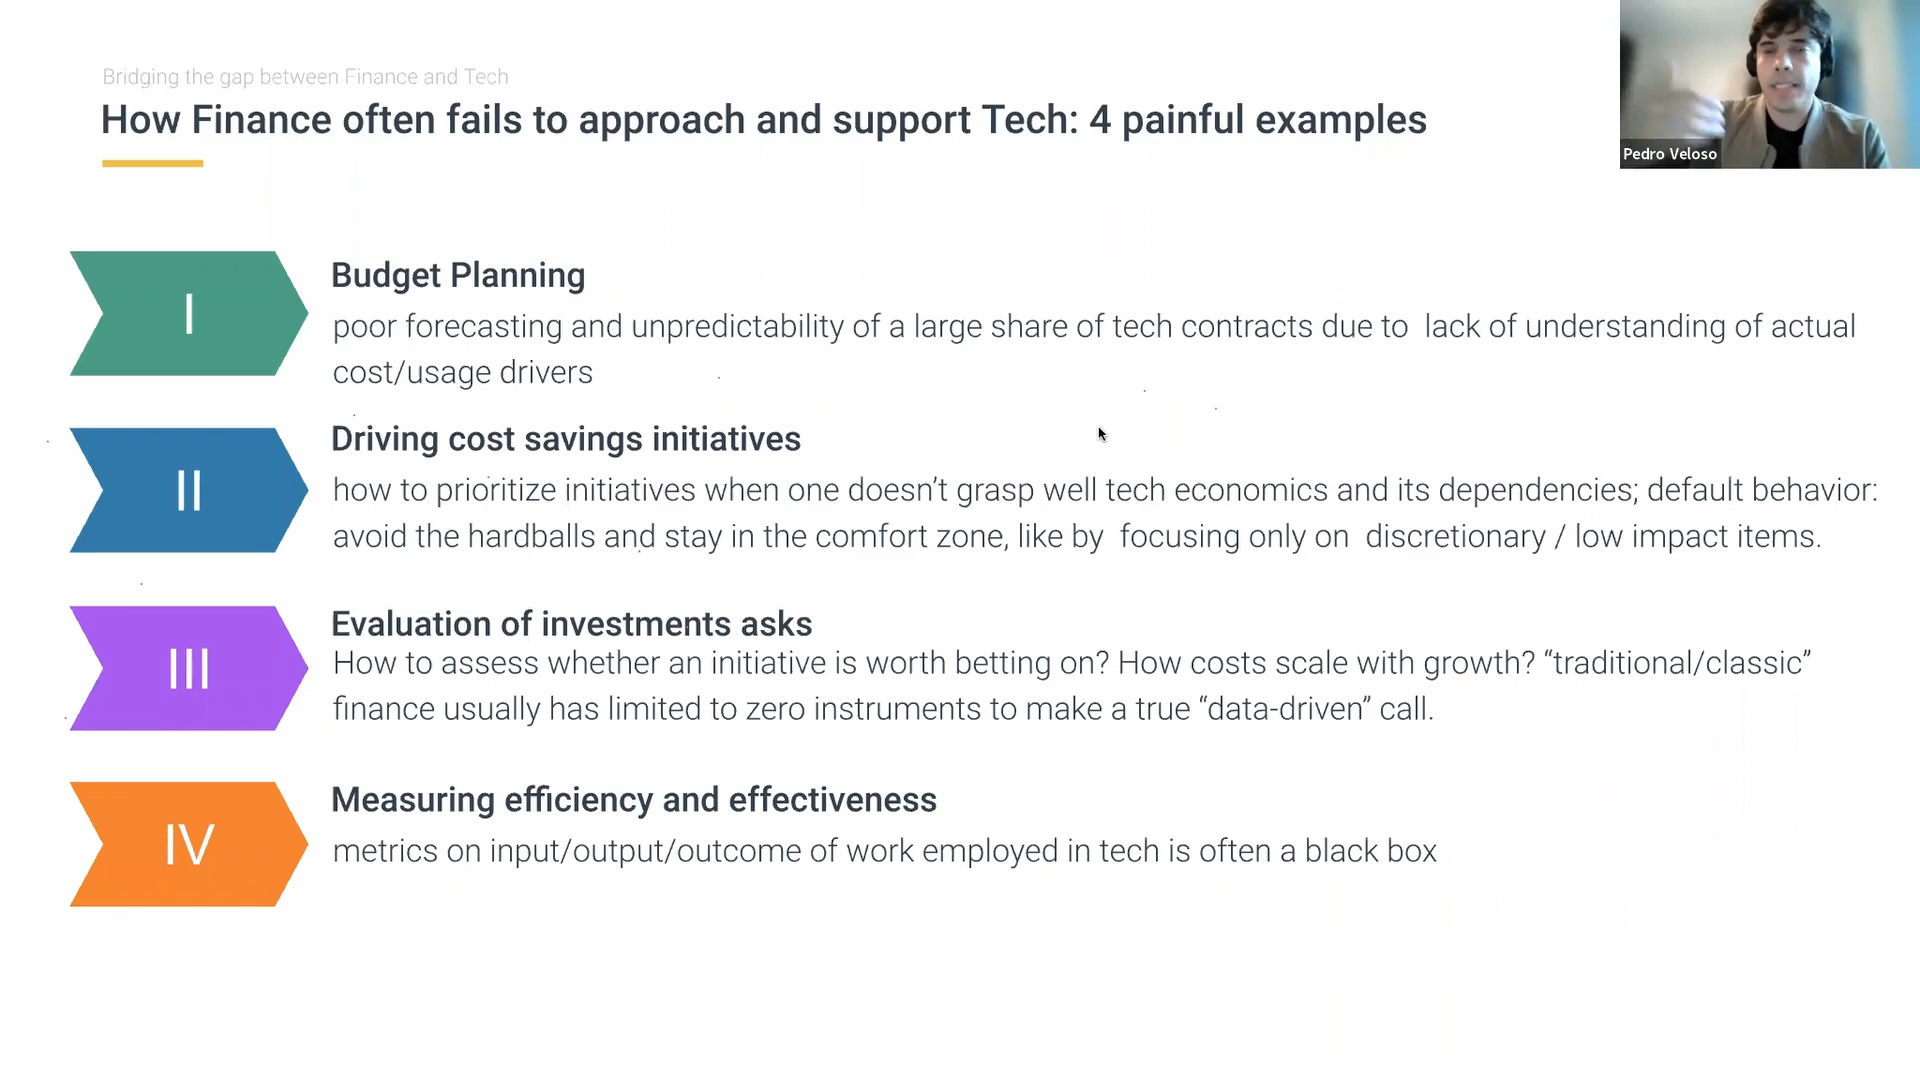 Bridging the gap between Finance and Tech
How Finance often fails to approach and support Tech: 4 painful examples
Pedro Veloso
I
Budget Planning
poor forecasting and unpredictability of a large share of tech contracts due to lack of understanding of actual
cost/usage drivers
II
Driving cost savings initiatives
how to prioritize initiatives when one doesn’t grasp well tech economics and its dependencies; default behavior:
avoid the hardballs and stay in the comfort zone, like by focusing only on discretionary / low impact items.
III
Evaluation of investments asks
How to assess whether an initiative is worth betting on? How costs scale with growth? “traditional/classic”
finance usually has limited to zero instruments to make a true “data-driven” call.
IV
Measuring efficiency and effectiveness
metrics on input/output/outcome of work employed in tech is often a black box